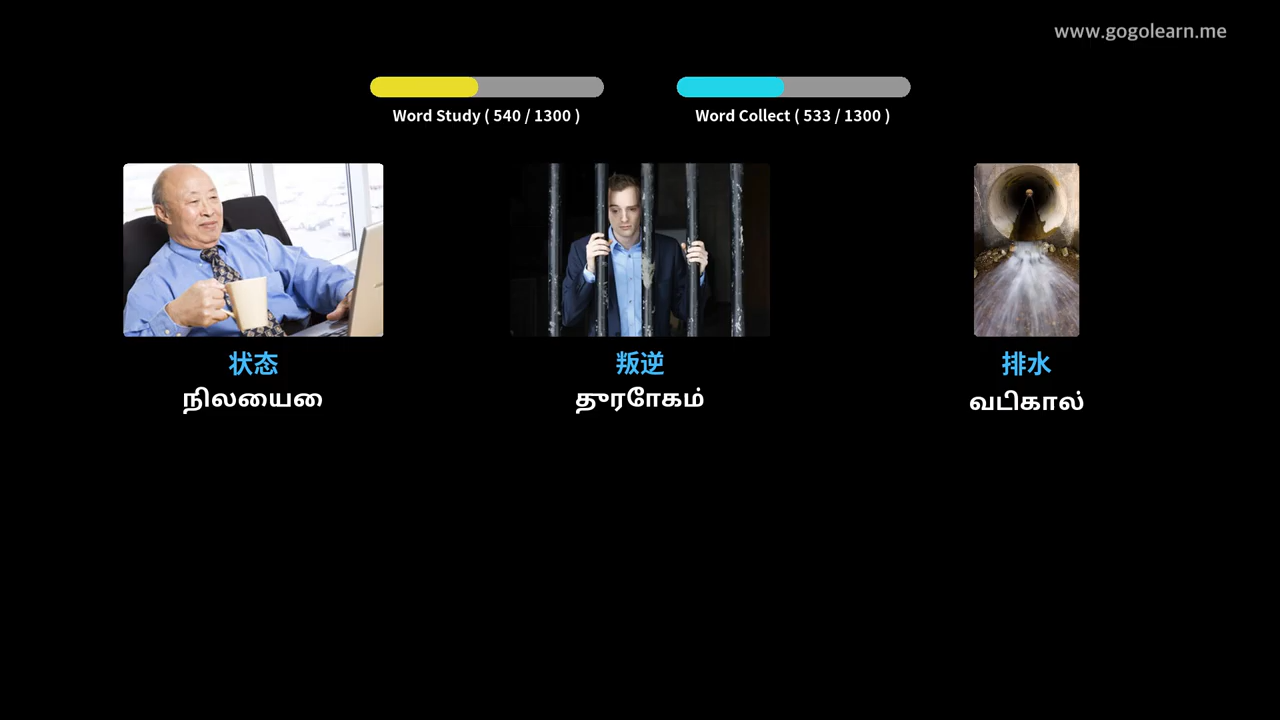 www.gogolearn.me
Word Study ( 540 / 1300 )
Word Collect ( 533 / 1300 )
状态
நிலையை
叛逆
துரோகம்
排水
வடிகால்